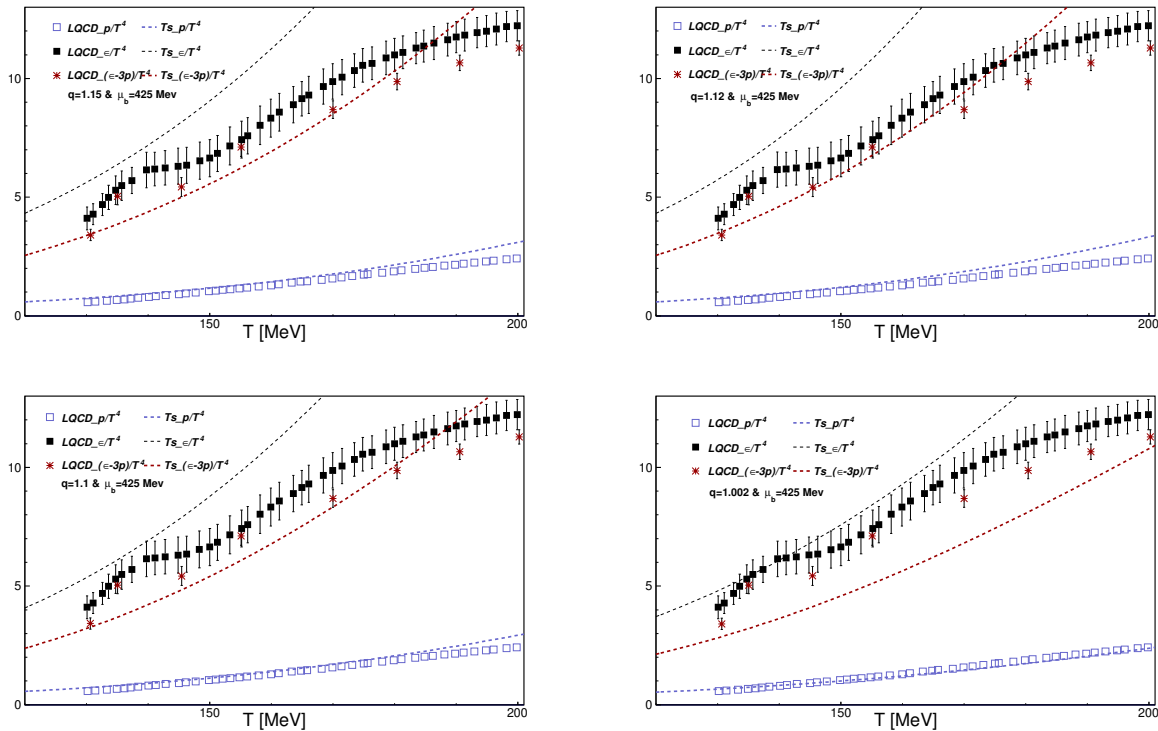 LQCD_p/T⁴ Ts_p/T⁴
LQCD_∈/T⁴ Ts_∈/T⁴
LQCD_(∈-3p)/T⁴ Ts_(∈-3p)/T⁴
q=1.15 & μ_b=425 Mev
10
5
0
150
200
T [MeV]
LQCD_p/T⁴ Ts_p/T⁴
LQCD_∈/T⁴ Ts_∈/T⁴
LQCD_(∈-3p)/T⁴ Ts_(∈-3p)/T⁴
q=1.12 & μ_b=425 Mev
10
5
0
150
200
T [MeV]
LQCD_p/T⁴ Ts_p/T⁴
LQCD_∈/T⁴ Ts_∈/T⁴
LQCD_(∈-3p)/T⁴ Ts_(∈-3p)/T⁴
q=1.1 & μ_b=425 Mev
10
5
0
150
200
T [MeV]
LQCD_p/T⁴ Ts_p/T⁴
LQCD_∈/T⁴ Ts_∈/T⁴
LQCD_(∈-3p)/T⁴ Ts_(∈-3p)/T⁴
q=1.002 & μ_b=425 Mev
10
5
0
150
200
T [MeV]